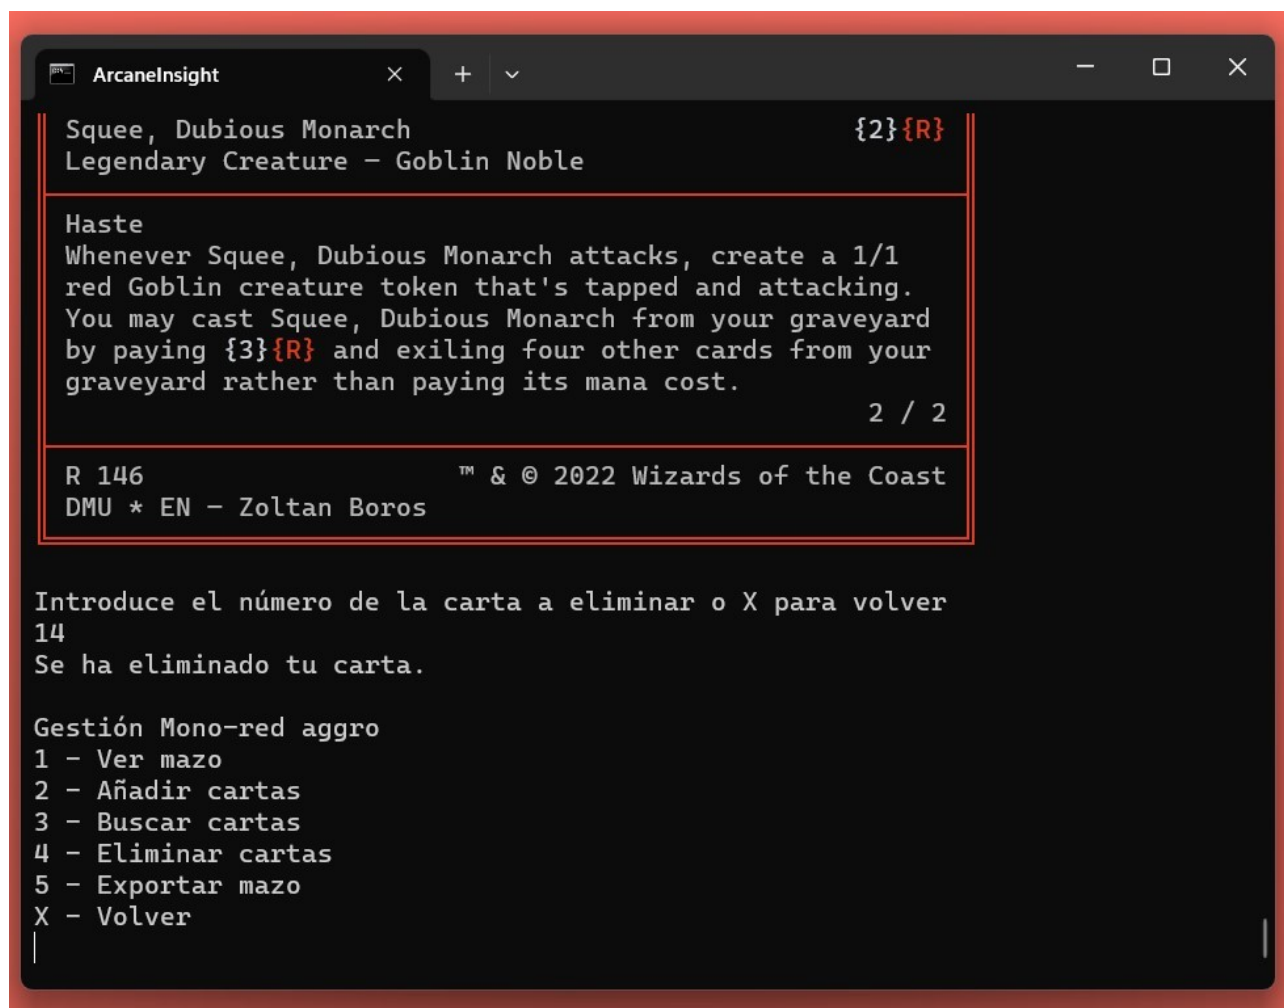 ArcaneInsight
Squee, Dubious Monarch {2}{R}
Legendary Creature — Goblin Noble
Haste
Whenever Squee, Dubious Monarch attacks, create a 1/1
red Goblin creature token that's tapped and attacking.
You may cast Squee, Dubious Monarch from your graveyard
by paying {3}{R} and exiling four other cards from your
graveyard rather than paying its mana cost.
2 / 2
R 146 ™ & © 2022 Wizards of the Coast
DMU * EN — Zoltan Boros
Introduce el número de la carta a eliminar o X para volver
14
Se ha eliminado tu carta.
Gestión Mono-red aggro
1 - Ver mazo
2 - Añadir cartas
3 - Buscar cartas
4 - Eliminar cartas
5 - Exportar mazo
X - Volver